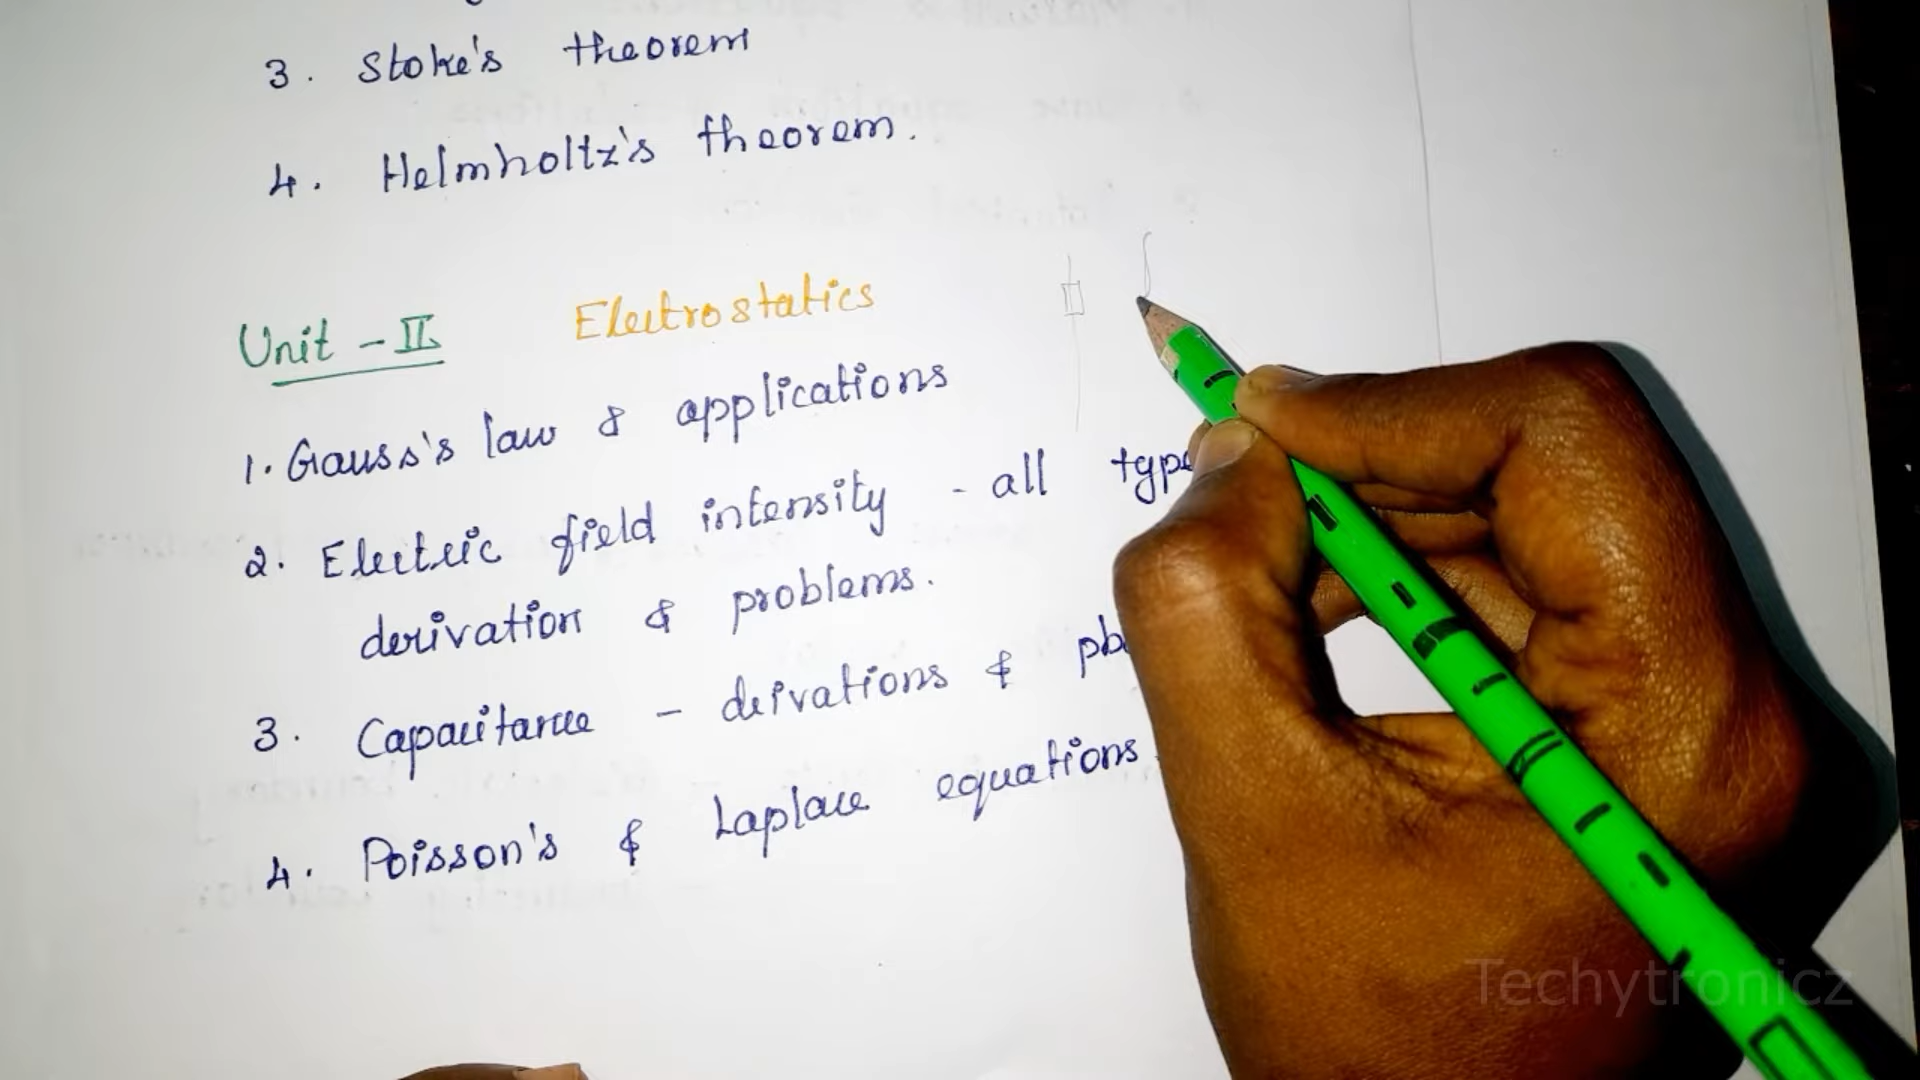 3. Stoke's theorem
4. Helmholtz's theorem.
Unit - II Electrostatics
1. Gauss's law & applications
2. Electric field intensity - all
derivation & problems.
3. Capacitance - deivations &
4. Poisson's & Laplace equations
Techytronicz